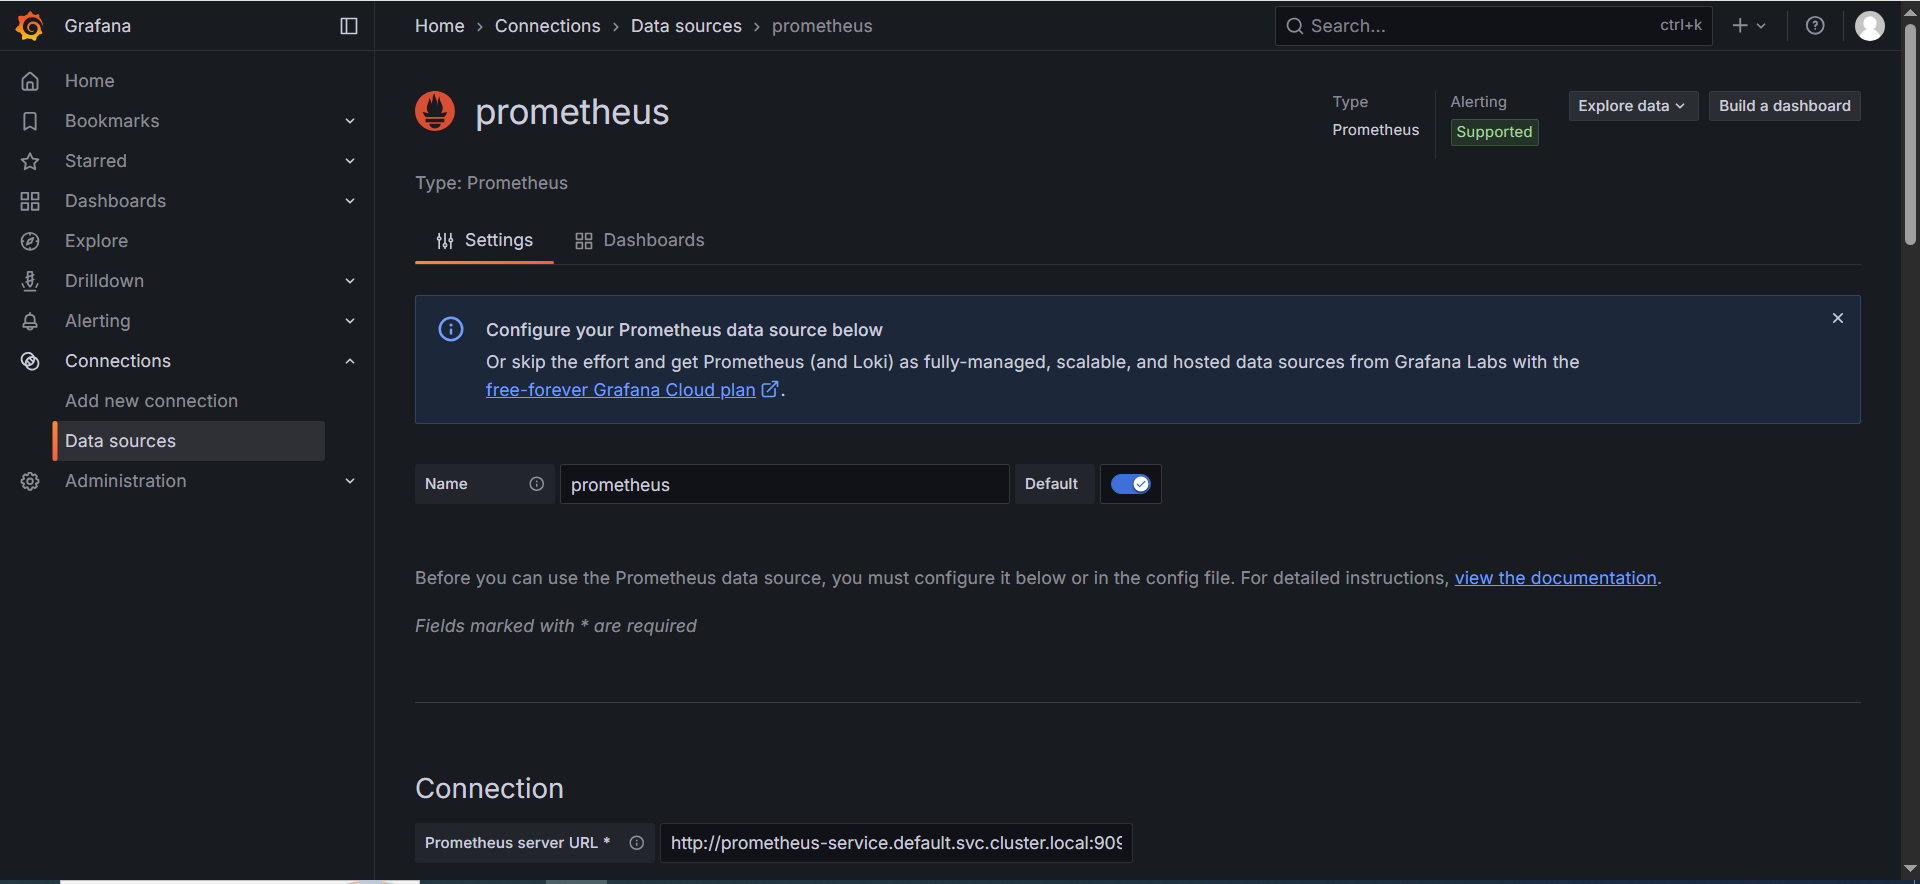 Grafana
Home › Connections › Data sources › prometheus
Search...
ctrl+k
Home
Bookmarks
Starred
Dashboards
Explore
Drilldown
Alerting
Connections
Add new connection
Data sources
Administration
prometheus
Type
Prometheus
Alerting
Supported
Explore data
Build a dashboard
Type: Prometheus
Settings
Dashboards
Configure your Prometheus data source below
Or skip the effort and get Prometheus (and Loki) as fully-managed, scalable, and hosted data sources from Grafana Labs with the
free-forever Grafana Cloud plan.
Name
prometheus
Default
Before you can use the Prometheus data source, you must configure it below or in the config file. For detailed instructions, view the documentation.
Fields marked with * are required
Connection
Prometheus server URL *
http://prometheus-service.default.svc.cluster.local:909